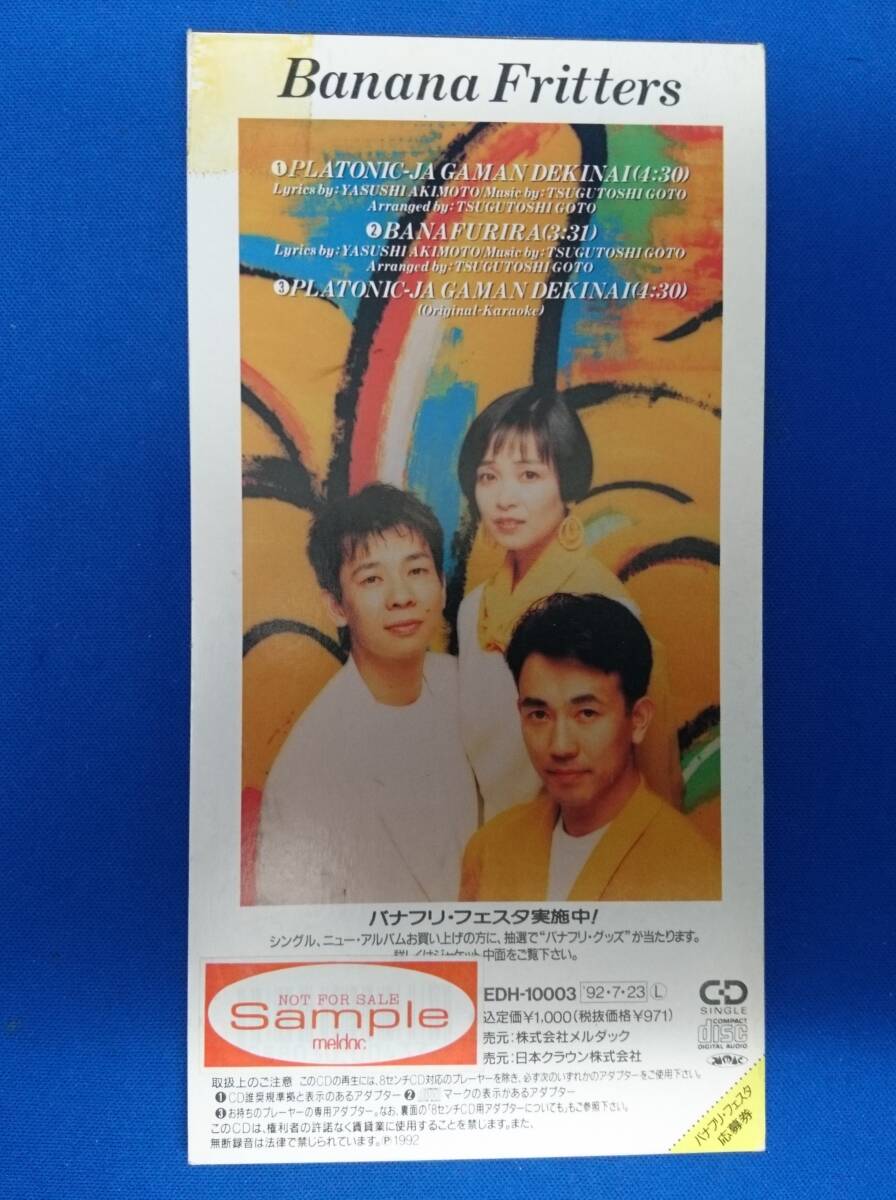 Banana Fritters
❶PLATONIC-JA GAMAN DEKINAI(4:30)
Lyrics by:YASUSHI AKIMOTO/Music by:TSUGUTOSHI GOTO
Arranged by:TSUGUTOSHI GOTO
❷BANAFURIRA(3:31)
Lyrics by:YASUSHI AKIMOTO/Music by:TSUGUTOSHI GOTO
Arranged by:TSUGUTOSHI GOTO
❸PLATONIC-JA GAMAN DEKINAI(4:30)
(Original-Karaoke)
バナフリ・フェスタ実施中!
シングル、ニュー・アルバムお買い上げの方に、抽選で“バナフリ・グッズ”が当たります。
詳しくはジャケット中面をご覧下さい。
NOT FOR SALE
Sample
meldac
EDH-10003 '92・7・23 L
込定価¥1,000(税抜価格¥971)
売元:株式会社メルダック
売元:日本クラウン株式会社
CD
SINGLE
COMPACT
disc
DIGITAL AUDIO
取扱上のご注意 このCDの再生には、8センチCD対応のプレーヤーを除き、必ず次のいずれかのアダプターをご使用下さい。
❶CD推奨規準拠と表示のあるアダプター ❷ マークの表示があるアダプター
❸お持ちのプレーヤーの専用アダプター。なお、裏面の「8センチCD用アダプターについても」もご参照下さい。
このCDは、権利者の許諾なく賃貸業に使用することを禁じます。また、
無断録音は法律で禁じられています。Ⓟ1992
バナフリ・フェスタ
応募券